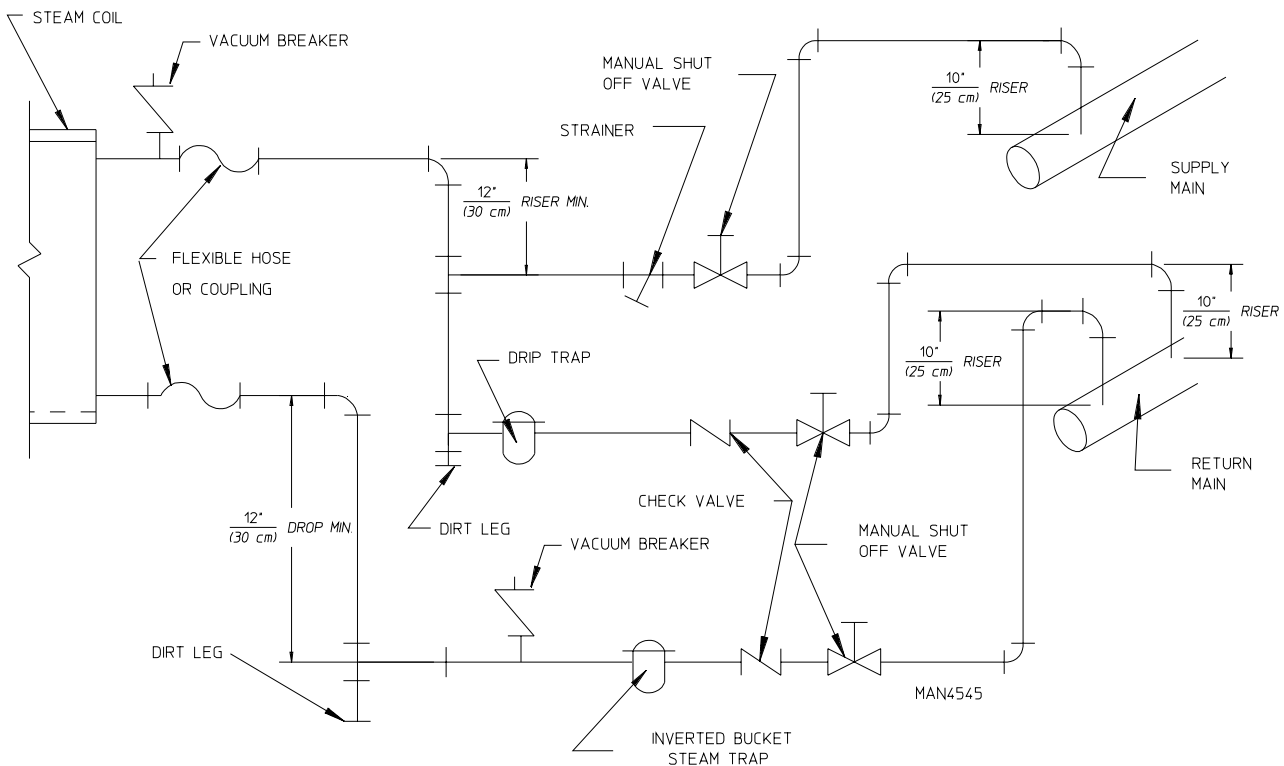 STEAM COIL
VACUUM BREAKER
MANUAL SHUT
OFF VALVE
10"
(25 cm) RISER
STRAINER
SUPPLY
MAIN
12"
(30 cm) RISER MIN.
FLEXIBLE HOSE
OR COUPLING
10"
(25 cm) RISER
10"
(25 cm) RISER
DRIP TRAP
RETURN
MAIN
CHECK VALVE
12"
(30 cm) DROP MIN.
DIRT LEG
MANUAL SHUT
OFF VALVE
VACUUM BREAKER
DIRT LEG
MAN4545
INVERTED BUCKET
STEAM TRAP